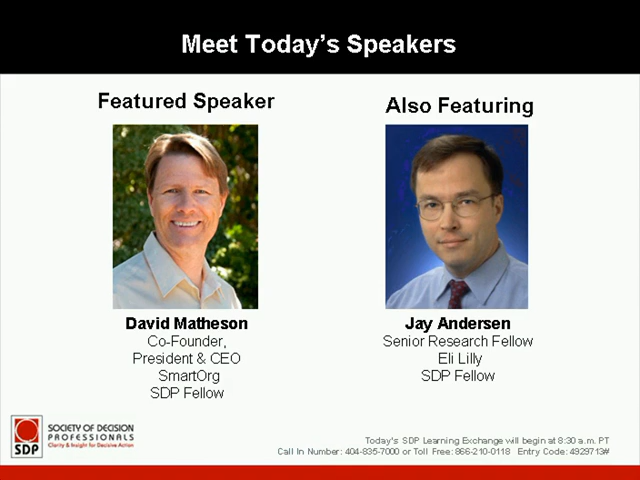 Meet Today's Speakers
Featured Speaker
Also Featuring
David Matheson
Co-Founder,
President & CEO
SmartOrg
SDP Fellow
Jay Andersen
Senior Research Fellow
Eli Lilly
SDP Fellow
SDP
SOCIETY OF DECISION
PROFESSIONALS
Clarity & Insight for Decisive Action
Today's SDP Learning Exchange will begin at 8:30 a.m. PT
Call In Number: 404-835-7000 or Toll Free: 866-210-0118 Entry Code: 4929713#